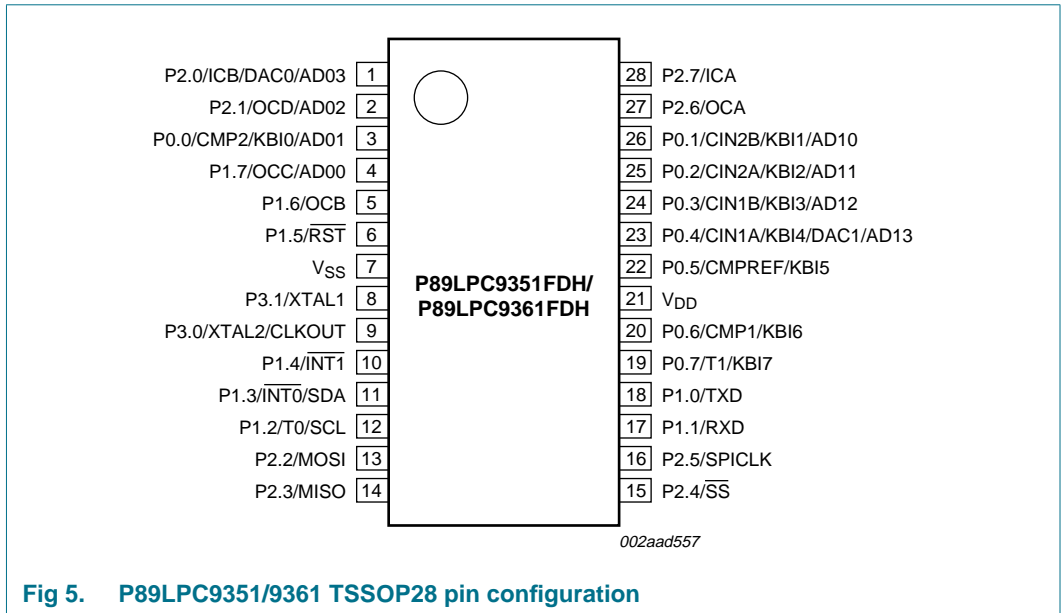 P2.0/ICB/DAC0/AD03 1
P2.1/OCD/AD02 2
P0.0/CMP2/KBI0/AD01 3
P1.7/OCC/AD00 4
P1.6/OCB 5
P1.5/R̅S̅T̅ 6
VSS 7
P3.1/XTAL1 8
P3.0/XTAL2/CLKOUT 9
P1.4/I̅N̅T̅1̅ 10
P1.3/I̅N̅T̅0̅/SDA 11
P1.2/T0/SCL 12
P2.2/MOSI 13
P2.3/MISO 14
P89LPC9351FDH/
P89LPC9361FDH
28 P2.7/ICA
27 P2.6/OCA
26 P0.1/CIN2B/KBI1/AD10
25 P0.2/CIN2A/KBI2/AD11
24 P0.3/CIN1B/KBI3/AD12
23 P0.4/CIN1A/KBI4/DAC1/AD13
22 P0.5/CMPREF/KBI5
21 VDD
20 P0.6/CMP1/KBI6
19 P0.7/T1/KBI7
18 P1.0/TXD
17 P1.1/RXD
16 P2.5/SPICLK
15 P2.4/S̅S̅
002aad557
Fig 5. P89LPC9351/9361 TSSOP28 pin configuration